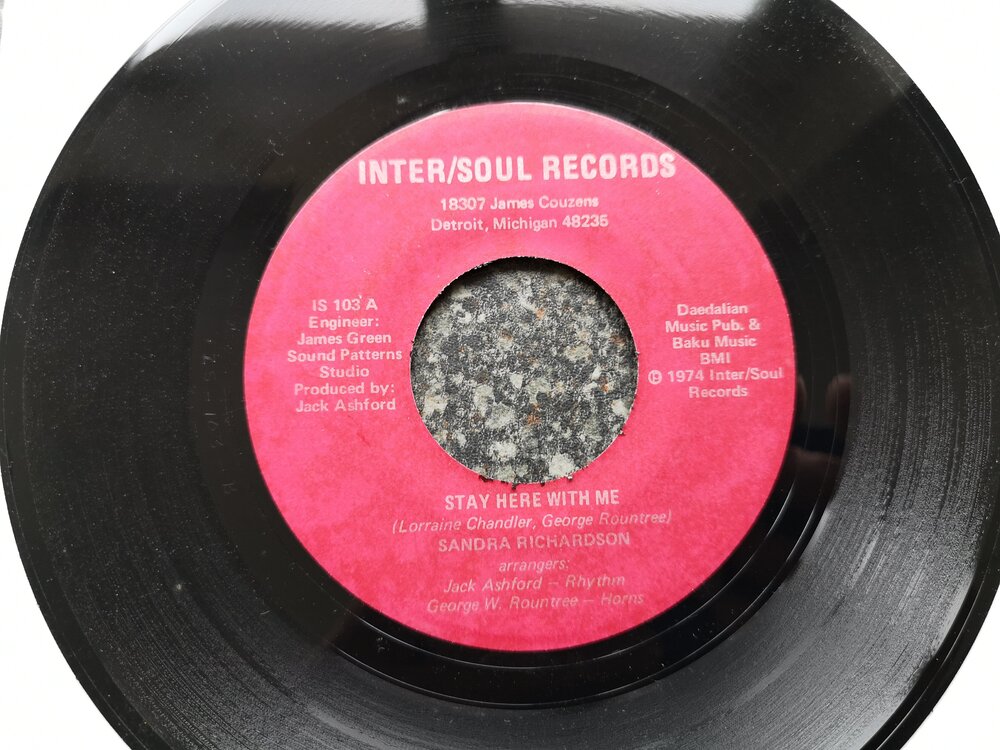 INTER/SOUL RECORDS
18307 James Couzens
Detroit, Michigan 48235
IS 103 A
Engineer:
James Green
Sound Patterns
Studio
Produced by:
Jack Ashford
Daedalian
Music Pub. &
Baku Music
BMI
℗ 1974 Inter/Soul
Records
STAY HERE WITH ME
(Lorraine Chandler, George Rountree)
SANDRA RICHARDSON
arrangers:
Jack Ashford – Rhythm
George W. Rountree – Horns